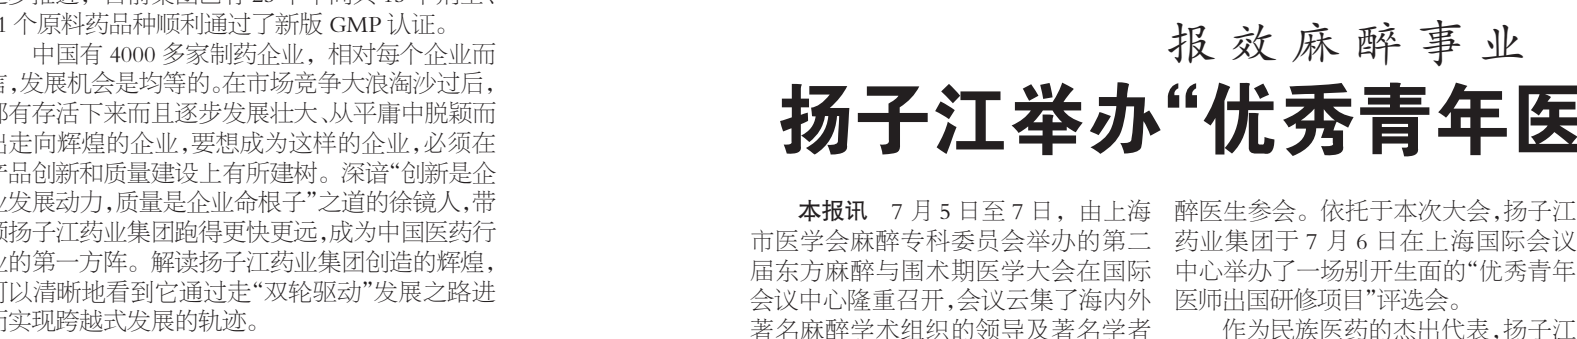 1 个原料药品种顺利通过了新版 GMP 认证。
中国有 4000 多家制药企业，相对每个企业而
言，发展机会是均等的。在市场竞争大浪淘沙过后，
都有存活下来而且逐步发展壮大、从平庸中脱颖而
出走向辉煌的企业，要想成为这样的企业，必须在
产品创新和质量建设上有所建树。深谙“创新是企
业发展动力，质量是企业命根子”之道的徐镜人，带
领扬子江药业集团跑得更快更远，成为中国医药行
业的第一方阵。解读扬子江药业集团创造的辉煌，
可以清晰地看到它通过走“双轮驱动”发展之路进
而实现跨越式发展的轨迹。
报效麻醉事业
扬子江举办“优秀青年医
本报讯 7 月 5 日至 7 日，由上海
市医学会麻醉专科委员会举办的第二
届东方麻醉与围术期医学大会在国际
会议中心隆重召开，会议云集了海内外
著名麻醉学术组织的领导及著名学者
醉医生参会。依托于本次大会，扬子江
药业集团于 7 月 6 日在上海国际会议
中心举办了一场别开生面的“优秀青年
医师出国研修项目”评选会。
作为民族医药的杰出代表，扬子江